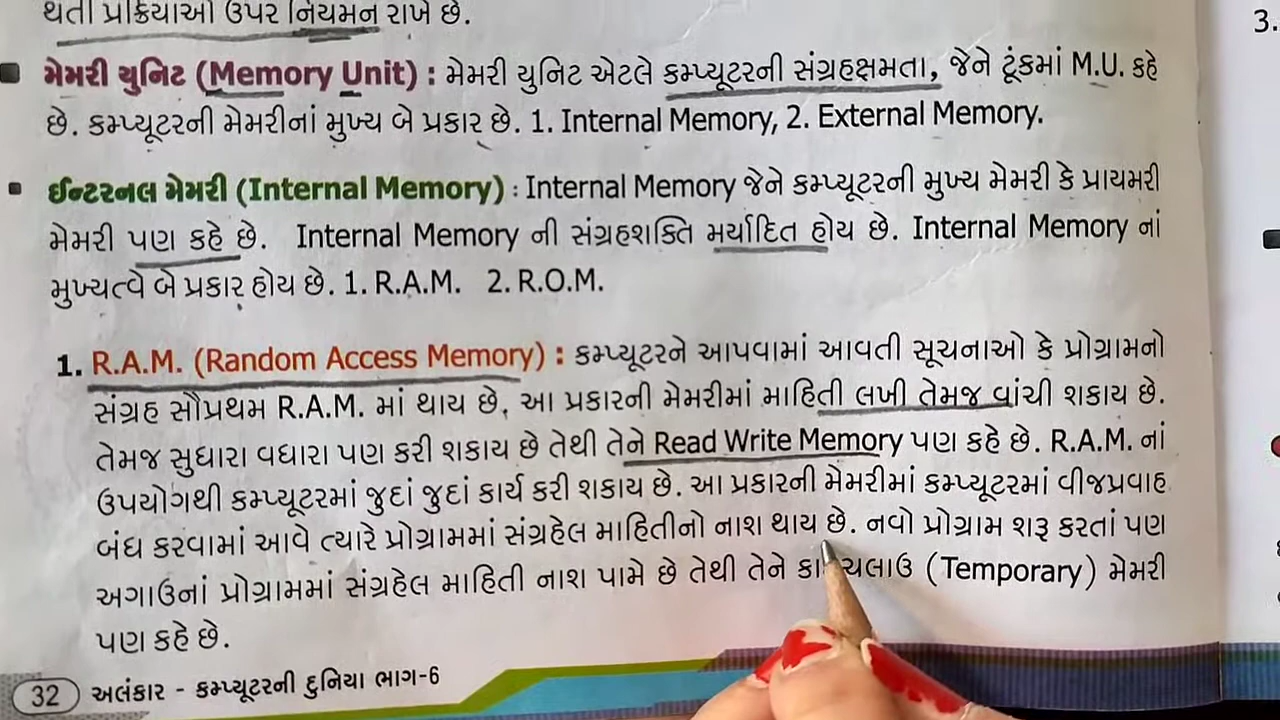 થતી પ્રક્રિયાઓ ઉપર નિયમન રાખે છે.
મેમરી યુનિટ (Memory Unit) : મેમરી યુનિટ એટલે કમ્પ્યૂટરની સંગ્રહક્ષમતા, જેને ટૂંકમાં M.U. કહે
છે. કમ્પ્યૂટરની મેમરીનાં મુખ્ય બે પ્રકાર છે. 1. Internal Memory, 2. External Memory.
ઈન્ટરનલ મેમરી (Internal Memory) : Internal Memory જેને કમ્પ્યૂટરની મુખ્ય મેમરી કે પ્રાયમરી
મેમરી પણ કહે છે. Internal Memory ની સંગ્રહશક્તિ મર્યાદિત હોય છે. Internal Memory નાં
મુખ્યત્વે બે પ્રકાર હોય છે. 1. R.A.M. 2. R.O.M.
1. R.A.M. (Random Access Memory) : કમ્પ્યૂટરને આપવામાં આવતી સૂચનાઓ કે પ્રોગ્રામનો
સંગ્રહ સૌપ્રથમ R.A.M. માં થાય છે, આ પ્રકારની મેમરીમાં માહિતી લખી તેમજ વાંચી શકાય છે.
તેમજ સુધારા વધારા પણ કરી શકાય છે તેથી તેને Read Write Memory પણ કહે છે. R.A.M. નાં
ઉપયોગથી કમ્પ્યૂટરમાં જુદાં જુદાં કાર્ય કરી શકાય છે. આ પ્રકારની મેમરીમાં કમ્પ્યૂટરમાં વીજપ્રવાહ
બંધ કરવામાં આવે ત્યારે પ્રોગ્રામમાં સંગ્રહેલ માહિતીનો નાશ થાય છે. નવો પ્રોગ્રામ શરૂ કરતાં પણ
અગાઉનાં પ્રોગ્રામમાં સંગ્રહેલ માહિતી નાશ પામે છે તેથી તેને (Temporary) મેમરી
પણ કહે છે.
32 અલંકાર - કમ્પ્યૂટરની દુનિયા ભાગ-6
3.